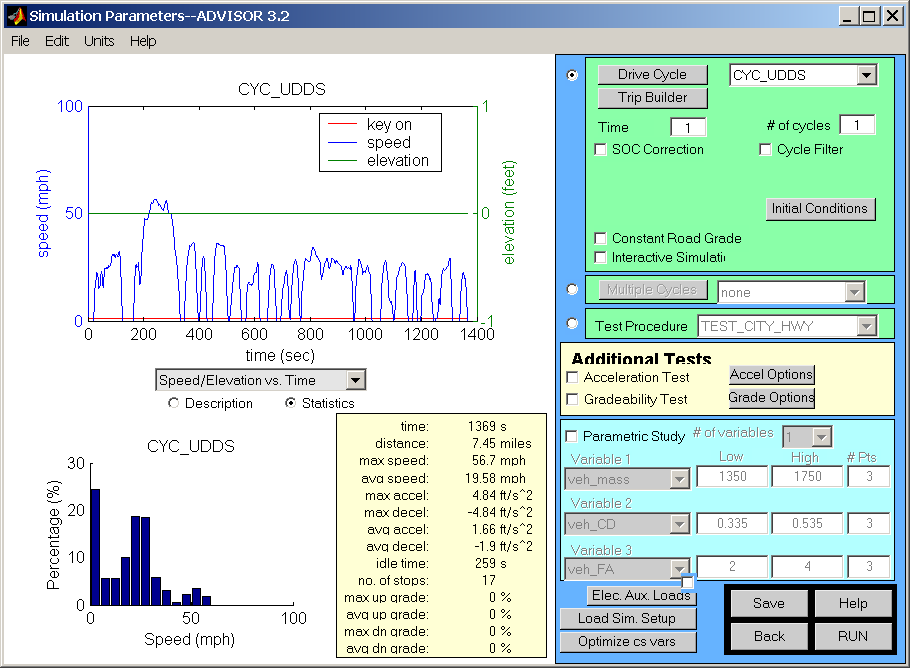 Simulation Parameters--ADVISOR 3.2
File Edit Units Help
CYC_UDDS
100
50
0
speed (mph)
key on
speed
elevation
1
0
-1
elevation (feet)
0 200 400 600 800 1000 1200 1400
time (sec)
Speed/Elevation vs. Time
Description Statistics
CYC_UDDS
30
20
10
0
Percentage (%)
0 50 100
Speed (mph)
time: 1369 s
distance: 7.45 miles
max speed: 56.7 mph
avg speed: 19.58 mph
max accel: 4.84 ft/s^2
max decel: -4.84 ft/s^2
avg accel: 1.66 ft/s^2
avg decel: -1.9 ft/s^2
idle time: 259 s
no. of stops: 17
max up grade: 0 %
avg up grade: 0 %
max dn grade: 0 %
avg dn grade: 0 %
Drive Cycle CYC_UDDS
Trip Builder
Time 1 # of cycles 1
SOC Correction Cycle Filter
Initial Conditions
Constant Road Grade
Interactive Simulati
Multiple Cycles none
Test Procedure TEST_CITY_HWY
Additional Tests
Acceleration Test Accel Options
Gradeability Test Grade Options
Parametric Study # of variables 1
Variable 1 Low High # Pts
veh_mass 1350 1750 3
Variable 2
veh_CD 0.335 0.535 3
Variable 3
veh_FA 2 4 3
Elec. Aux. Loads
Load Sim. Setup
Optimize cs vars
Save Help
Back RUN